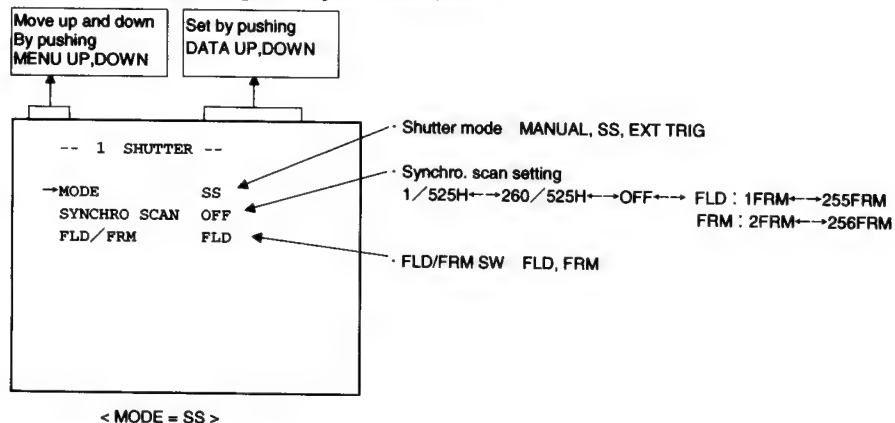 Move up and down
By pushing
MENU UP,DOWN
Set by pushing
DATA UP,DOWN
-- 1 SHUTTER --
→MODE SS
SYNCHRO SCAN OFF
FLD/FRM FLD
· Shutter mode MANUAL, SS, EXT TRIG
· Synchro. scan setting
1/525H←→260/525H←→OFF←→ FLD : 1FRM←→255FRM
FRM : 2FRM←→256FRM
· FLD/FRM SW FLD, FRM
< MODE = SS >